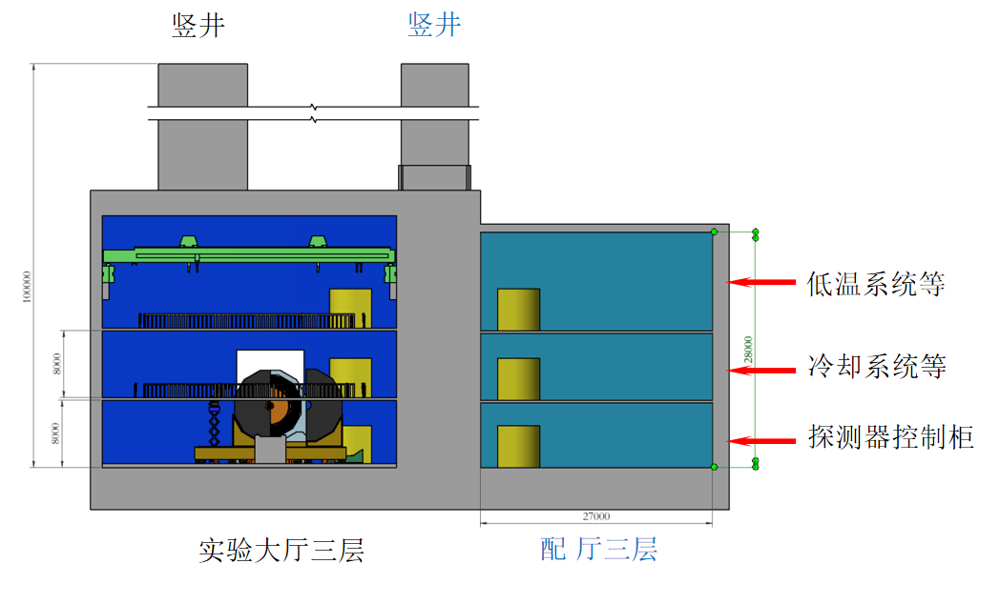 竖井
竖井
100000
低温系统等
8000
28000
冷却系统等
8000
探测器控制柜
27000
实验大厅三层
配 厅三层